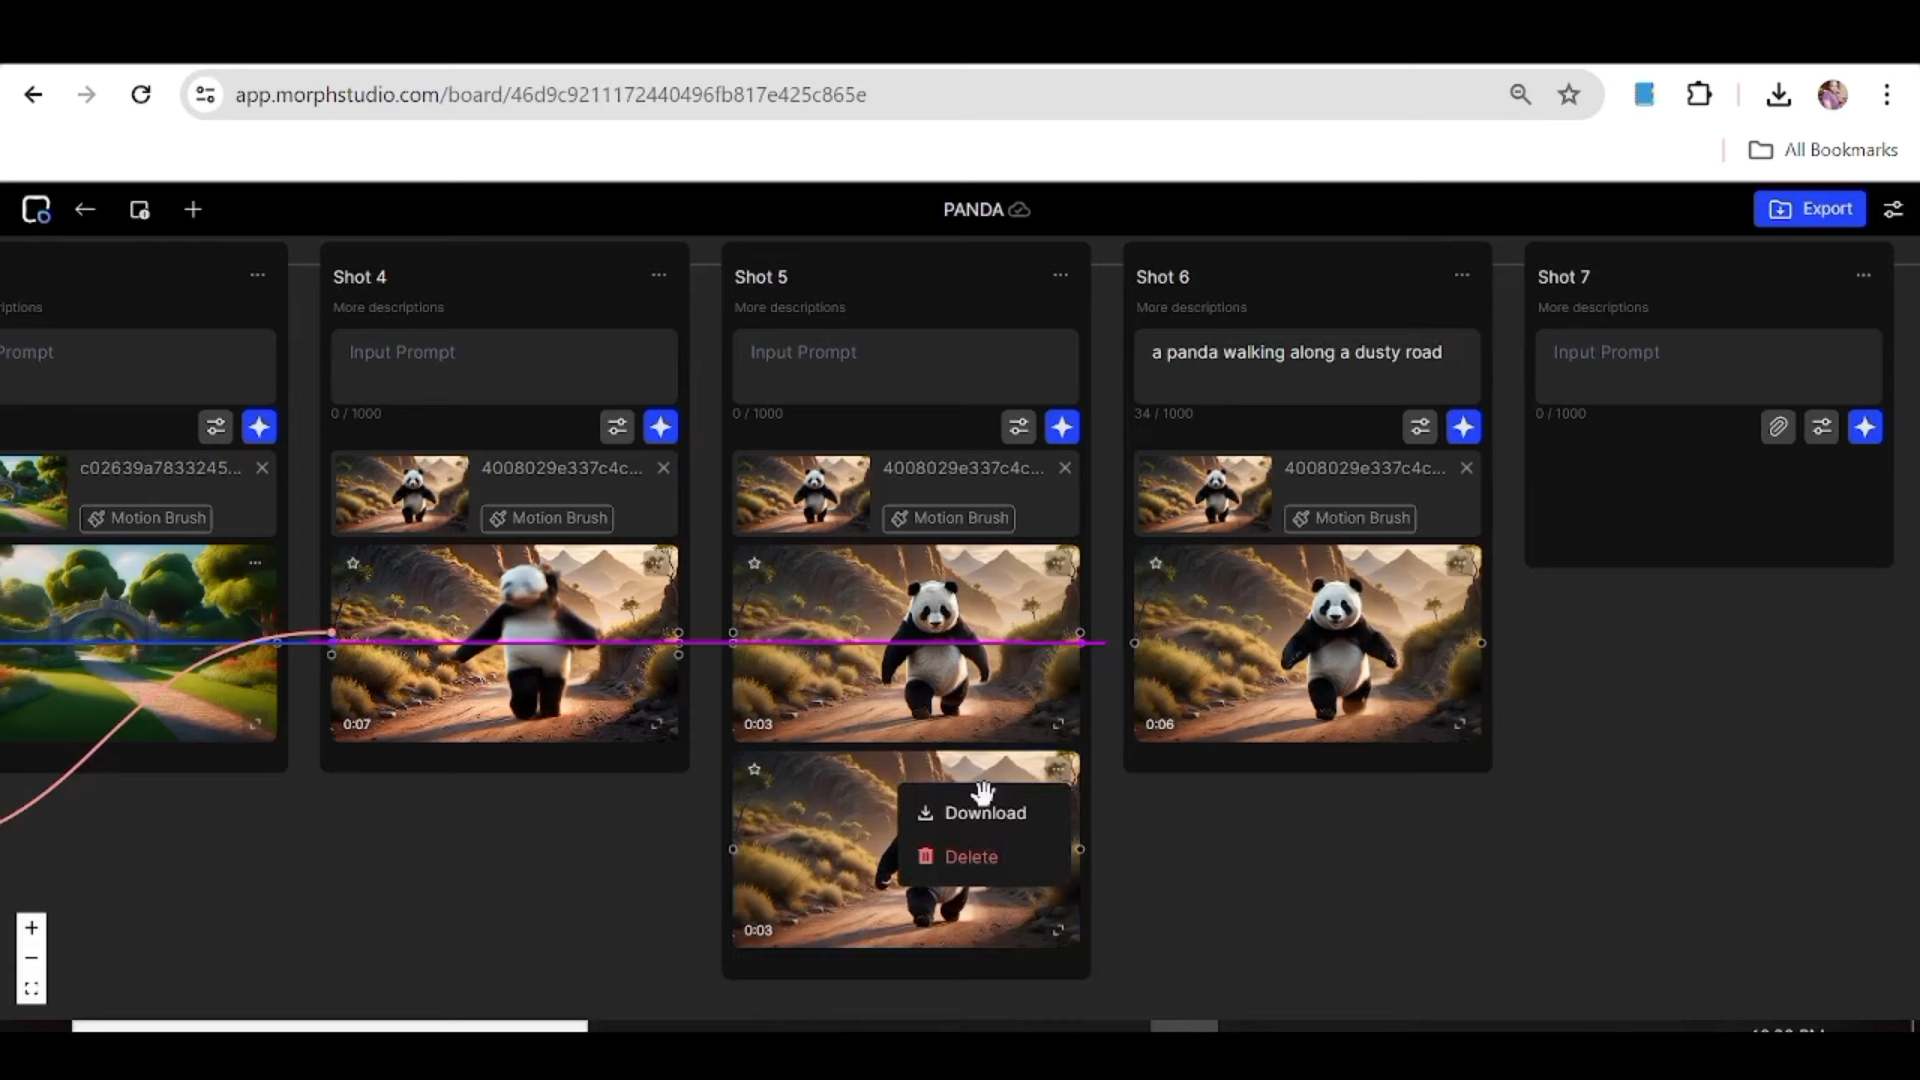 app.morphstudio.com/board/46d9c9211172440496fb817e425c865e
All Bookmarks
PANDA
Export
iptions
Prompt
c02639a7833245...
Motion Brush
Shot 4
More descriptions
Input Prompt
0 / 1000
4008029e337c4c...
Motion Brush
0:07
Shot 5
More descriptions
Input Prompt
0 / 1000
4008029e337c4c...
Motion Brush
0:03
Download
Delete
0:03
Shot 6
More descriptions
a panda walking along a dusty road
34 / 1000
4008029e337c4c...
Motion Brush
0:06
Shot 7
More descriptions
Input Prompt
0 / 1000